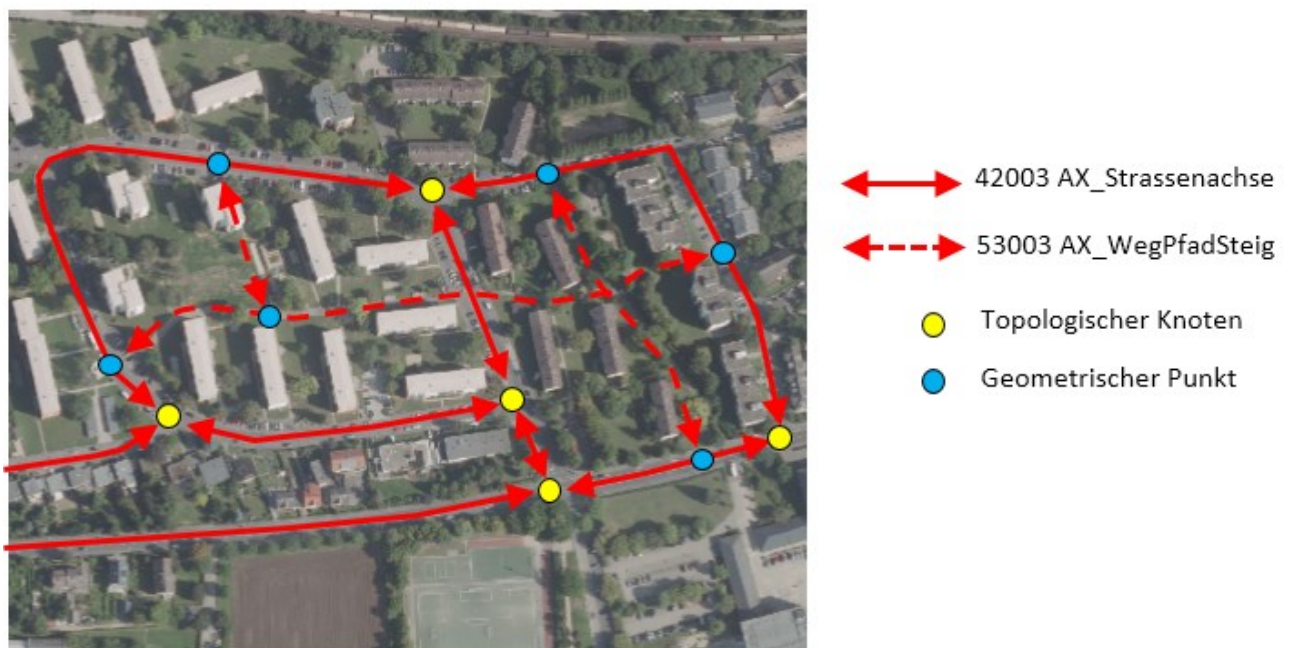 42003 AX_Strassenachse
53003 AX_WegPfadSteig
Topologischer Knoten
Geometrischer Punkt